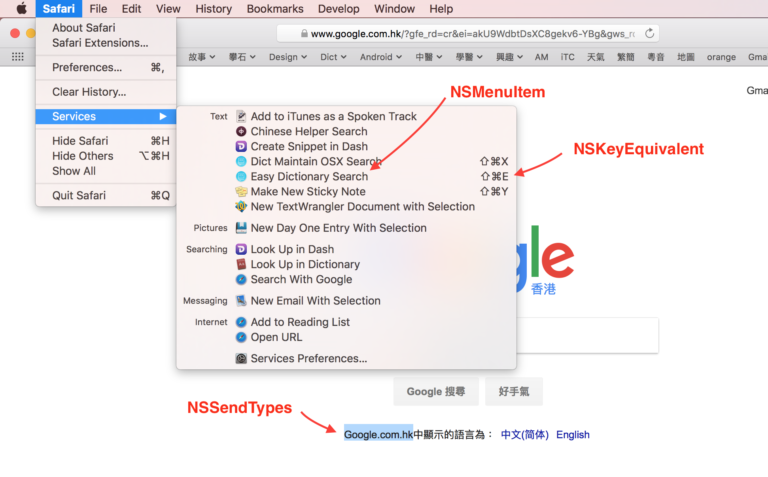 Safari File Edit View History Bookmarks Develop Window Help
About Safari
Safari Extensions...
Preferences... ⌘,
Clear History...
Services ▶
Hide Safari ⌘H
Hide Others ⌥⌘H
Show All
Quit Safari ⌘Q
www.google.com.hk/?gfe_rd=cr&ei=akU9WdbtDsXC8gekv6-YBg&gws_r
故事 攀石 Design Dict Android 中醫 醫學 興趣 AM iTC 天氣 繁簡 粵音 地圖 orange Gma
Gma
Text Add to iTunes as a Spoken Track
Chinese Helper Search
Create Snippet in Dash
Dict Maintain OSX Search ⇧⌘X
Easy Dictionary Search ⇧⌘E
Make New Sticky Note ⇧⌘Y
New TextWrangler Document with Selection
Pictures New Day One Entry With Selection
Searching Look Up in Dash
Look Up in Dictionary
Search With Google
Messaging New Email With Selection
Internet Add to Reading List
Open URL
Services Preferences...
NSMenuItem
NSKeyEquivalent
gle
香港
Google 搜尋 好手氣
NSSendTypes
Google.com.hk中顯示的語言為： 中文(简体) English